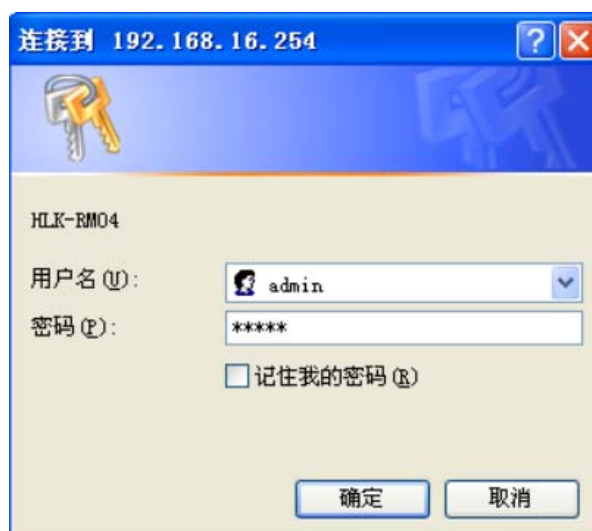 连接到 192.168.16.254
HLK-RM04
用户名(U): admin
密码(P): *****
记住我的密码(R)
确定 取消